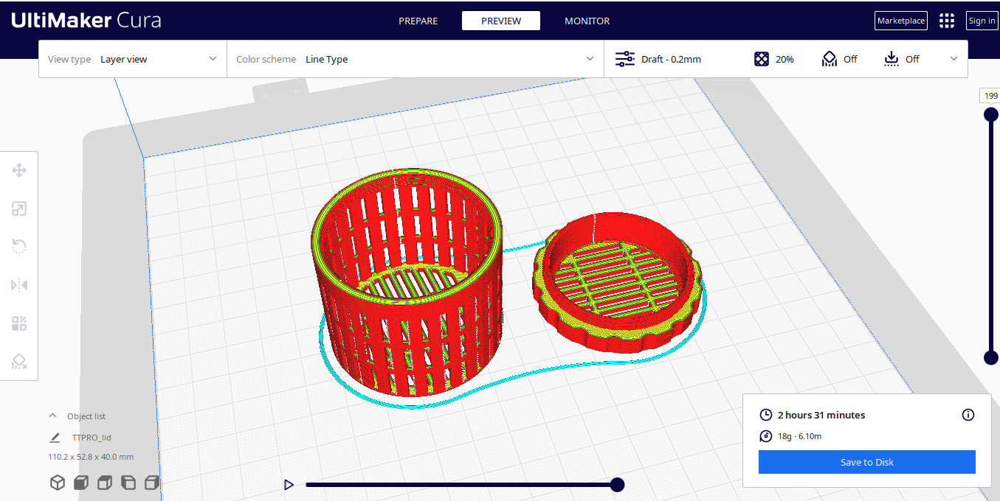 UltiMaker Cura
PREPARE
PREVIEW
MONITOR
Marketplace
Sign in
View type Layer view
Color scheme Line Type
Draft - 0.2mm
20%
Off
Off
199
Object list
TTPRO_lid
110.2 x 52.8 x 40.0 mm
2 hours 31 minutes
18g · 6.10m
Save to Disk